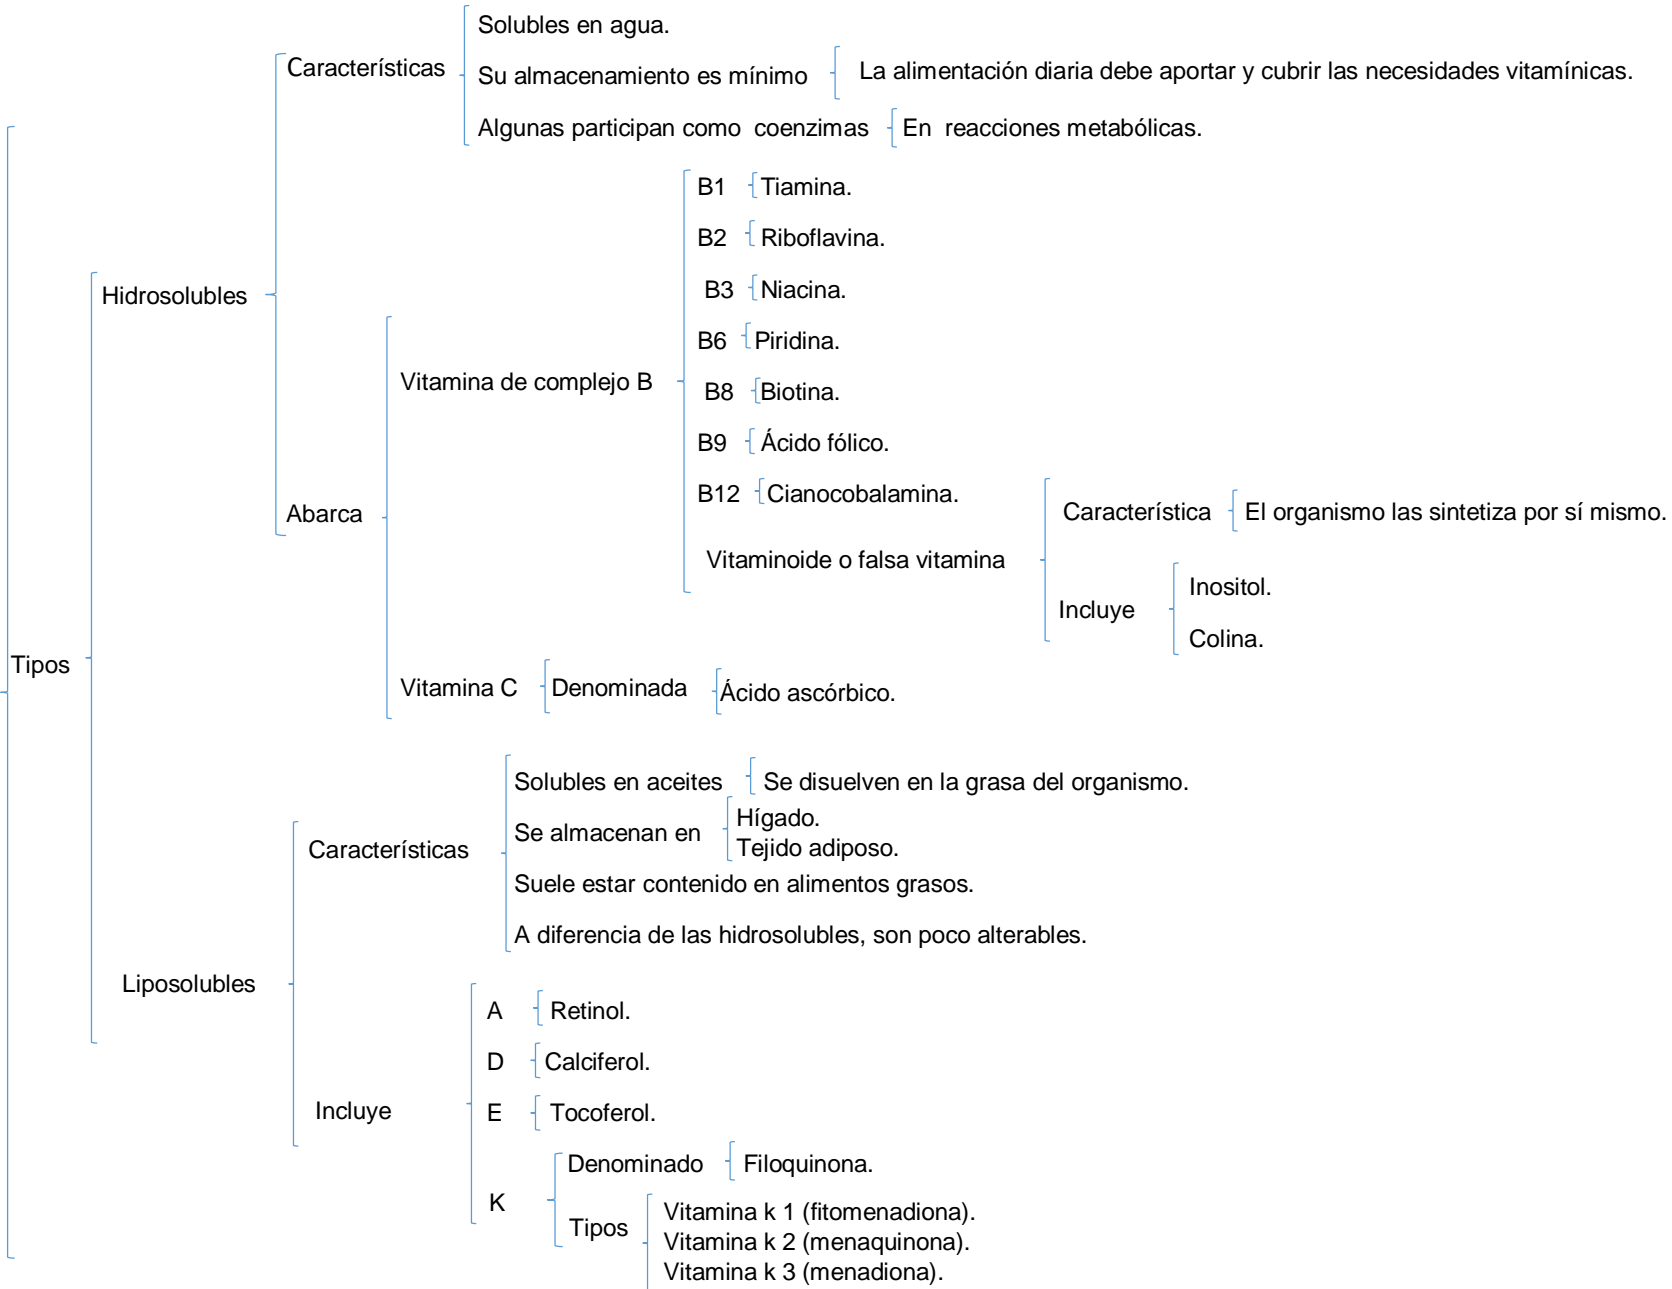 Tipos
Hidrosolubles
Características
Solubles en agua.
Su almacenamiento es mínimo
La alimentación diaria debe aportar y cubrir las necesidades vitamínicas.
Algunas participan como coenzimas
En reacciones metabólicas.
Abarca
Vitamina de complejo B
B1
Tiamina.
B2
Riboflavina.
B3
Niacina.
B6
Piridina.
B8
Biotina.
B9
Ácido fólico.
B12
Cianocobalamina.
Vitaminoide o falsa vitamina
Característica
El organismo las sintetiza por sí mismo.
Incluye
Inositol.
Colina.
Vitamina C
Denominada
Ácido ascórbico.
Liposolubles
Características
Solubles en aceites
Se disuelven en la grasa del organismo.
Se almacenan en
Hígado.
Tejido adiposo.
Suele estar contenido en alimentos grasos.
A diferencia de las hidrosolubles, son poco alterables.
Incluye
A
Retinol.
D
Calciferol.
E
Tocoferol.
K
Denominado
Filoquinona.
Tipos
Vitamina k 1 (fitomenadiona).
Vitamina k 2 (menaquinona).
Vitamina k 3 (menadiona).